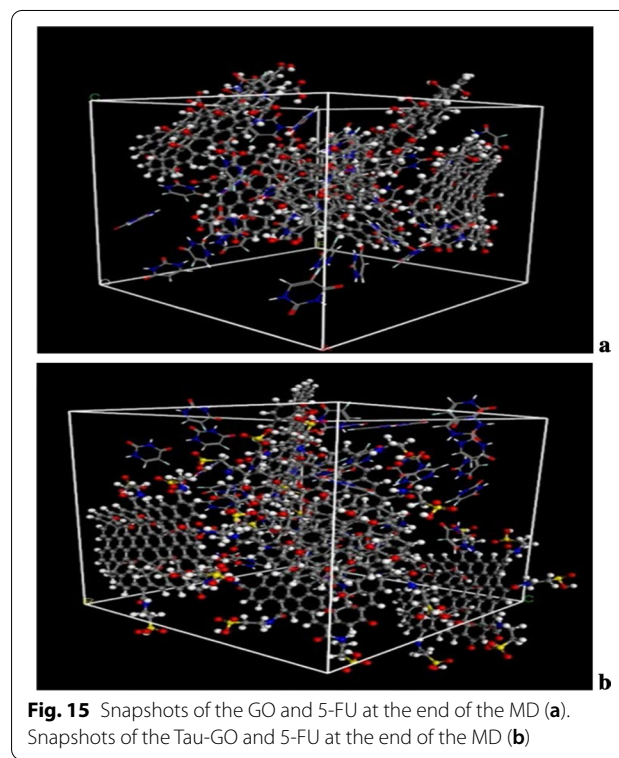 a
b
Fig. 15 Snapshots of the GO and 5-FU at the end of the MD (a).
Snapshots of the Tau-GO and 5-FU at the end of the MD (b)